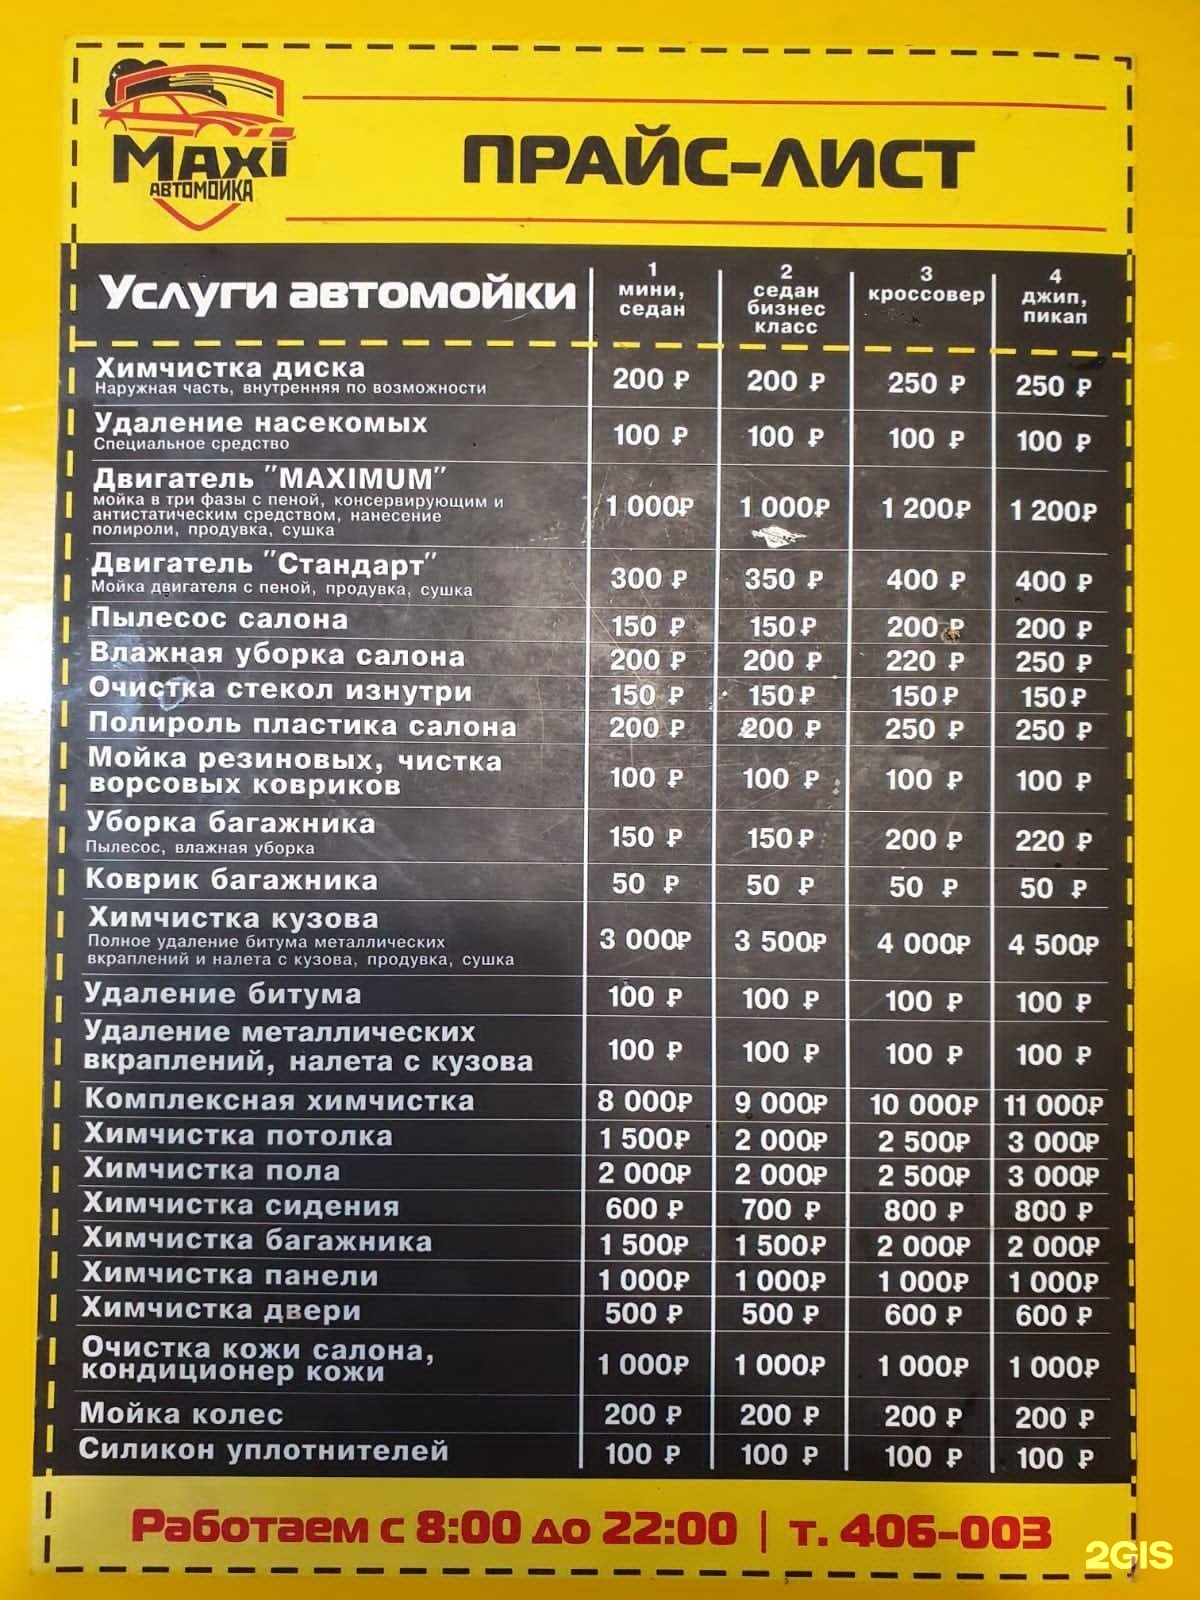 Maxi
АВТОМОЙКА
ПРАЙС-ЛИСТ
Услуги автомойки
1 мини, седан
2 седан бизнес класс
3 кроссовер
4 джип, пикап
Химчистка диска 200 ₽ 200 ₽ 250 ₽ 250 ₽
Наружная часть, внутренняя по возможности
Удаление насекомых 100 ₽ 100 ₽ 100 ₽ 100 ₽
Специальное средство
Двигатель "MAXIMUM" 1 000₽ 1 000₽ 1 200₽ 1 200₽
мойка в три фазы с пеной, консервирующим и
антистатическим средством, нанесение
полироли, продувка, сушка
Двигатель "Стандарт" 300 ₽ 350 ₽ 400 ₽ 400 ₽
Мойка двигателя с пеной, продувка, сушка
Пылесос салона 150 ₽ 150 ₽ 200 ₽ 200 ₽
Влажная уборка салона 200 ₽ 200 ₽ 220 ₽ 250 ₽
Очистка стекол изнутри 150 ₽ 150 ₽ 150 ₽ 150 ₽
Полироль пластика салона 200 ₽ 200 ₽ 250 ₽ 250 ₽
Мойка резиновых, чистка
ворсовых ковриков 100 ₽ 100 ₽ 100 ₽ 100 ₽
Уборка багажника 150 ₽ 150 ₽ 200 ₽ 220 ₽
Пылесос, влажная уборка
Коврик багажника 50 ₽ 50 ₽ 50 ₽ 50 ₽
Химчистка кузова 3 000₽ 3 500₽ 4 000₽ 4 500₽
Полное удаление битума металлических
вкраплений и налета с кузова, продувка, сушка
Удаление битума 100 ₽ 100 ₽ 100 ₽ 100 ₽
Удаление металлических
вкраплений, налета с кузова 100 ₽ 100 ₽ 100 ₽ 100 ₽
Комплексная химчистка 8 000₽ 9 000₽ 10 000₽ 11 000₽
Химчистка потолка 1 500₽ 2 000₽ 2 500₽ 3 000₽
Химчистка пола 2 000₽ 2 000₽ 2 500₽ 3 000₽
Химчистка сидения 600 ₽ 700 ₽ 800 ₽ 800 ₽
Химчистка багажника 1 500₽ 1 500₽ 2 000₽ 2 000₽
Химчистка панели 1 000₽ 1 000₽ 1 000₽ 1 000₽
Химчистка двери 500 ₽ 500 ₽ 600 ₽ 600 ₽
Очистка кожи салона,
кондиционер кожи 1 000₽ 1 000₽ 1 000₽ 1 000₽
Мойка колес 200 ₽ 200 ₽ 200 ₽ 200 ₽
Силикон уплотнителей 100 ₽ 100 ₽ 100 ₽ 100 ₽
Работаем с 8:00 до 22:00 | т. 406-003
2GIS